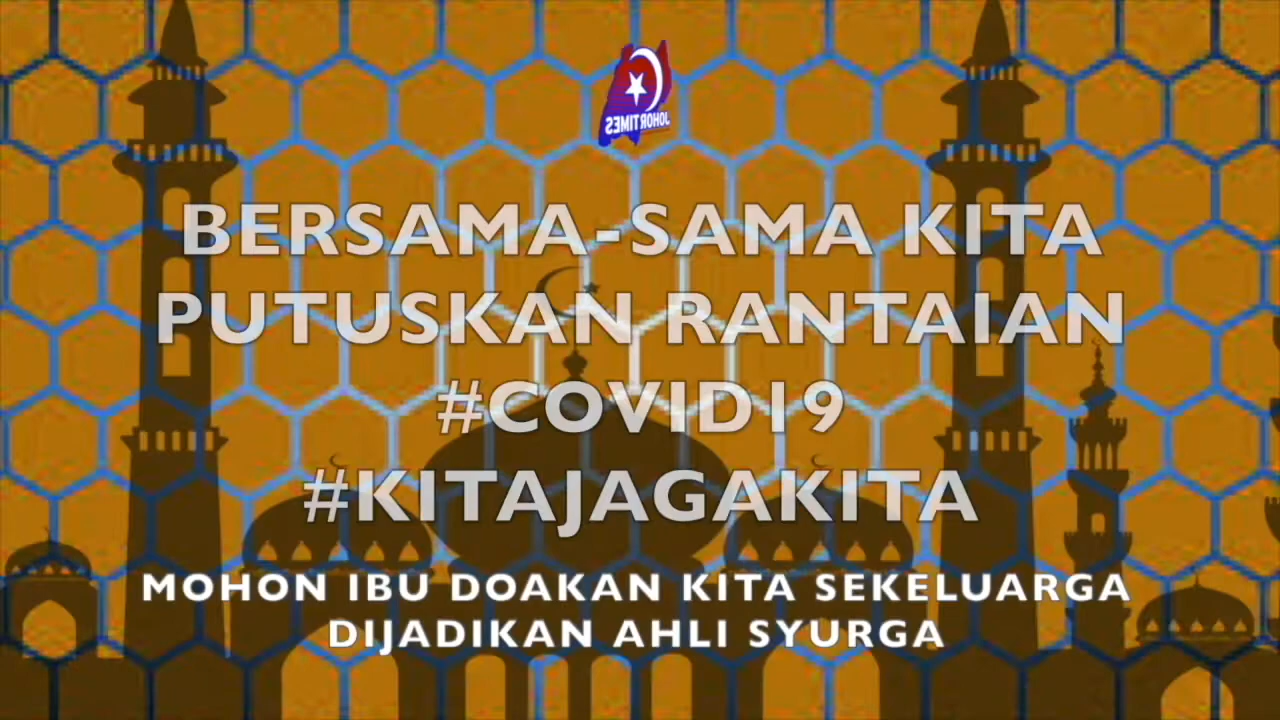 JOHOR TIMES
BERSAMA-SAMA KITA
PUTUSKAN RANTAIAN
#COVID19
#KITAJAGAKITA
MOHON IBU DOAKAN KITA SEKELUARGA
DIJADIKAN AHLI SYURGA